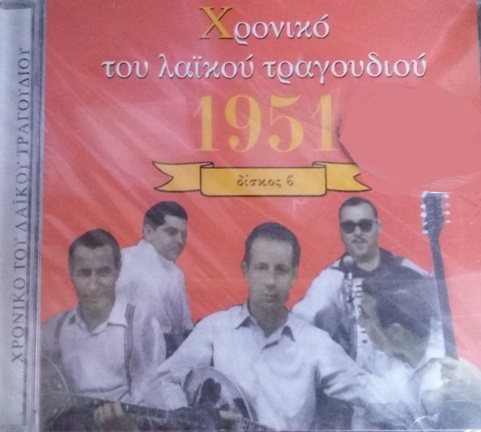 Χρονικό
του λαϊκού τραγουδιού
1951
δίσκος 6
ΧΡΟΝΙΚΟ ΤΟΥ ΛΑΪΚΟΥ ΤΡΑΓΟΥΔΙΟΥ